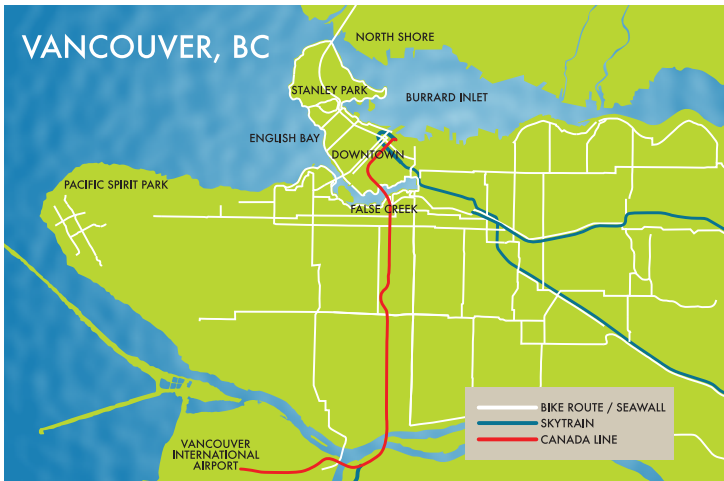 VANCOUVER, BC
NORTH SHORE
STANLEY PARK
BURRARD INLET
ENGLISH BAY
DOWNTOWN
PACIFIC SPIRIT PARK
FALSE CREEK
BIKE ROUTE / SEAWALL
SKYTRAIN
CANADA LINE
VANCOUVER
INTERNATIONAL
AIRPORT